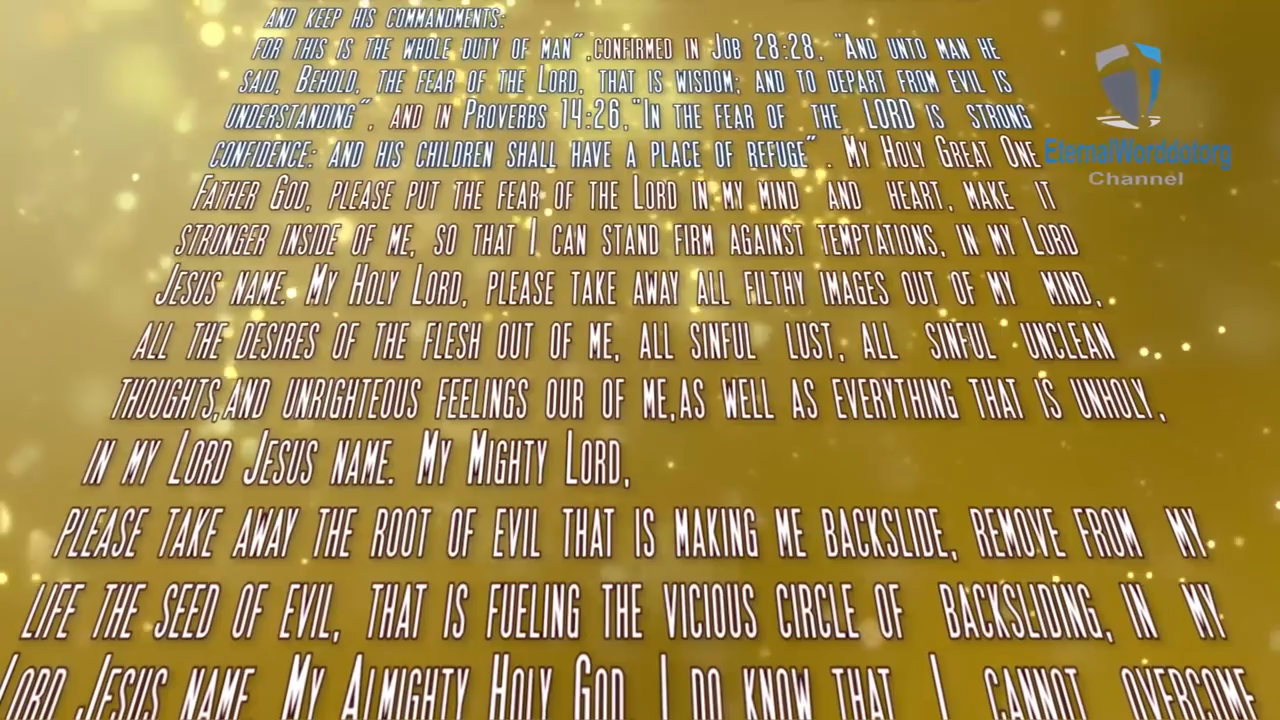 AND KEEP HIS COMMANDMENTS:
FOR THIS IS THE WHOLE DUTY OF MAN",CONFIRMED IN JOB 28:28, "AND UNTO MAN HE
SAID, BEHOLD, THE FEAR OF THE LORD, THAT IS WISDOM; AND TO DEPART FROM EVIL IS
UNDERSTANDING", AND IN PROVERBS 14:26,"IN THE FEAR OF THE LORD IS STRONG
CONFIDENCE: AND HIS CHILDREN SHALL HAVE A PLACE OF REFUGE" . MY HOLY GREAT ONE
FATHER GOD, PLEASE PUT THE FEAR OF THE LORD IN MY MIND AND HEART, MAKE IT
STRONGER INSIDE OF ME, SO THAT I CAN STAND FIRM AGAINST TEMPTATIONS, IN MY LORD
JESUS NAME. MY HOLY LORD, PLEASE TAKE AWAY ALL FILTHY IMAGES OUT OF MY MIND,
ALL THE DESIRES OF THE FLESH OUT OF ME, ALL SINFUL LUST, ALL SINFUL UNCLEAN
THOUGHTS,AND UNRIGHTEOUS FEELINGS OUR OF ME,AS WELL AS EVERYTHING THAT IS UNHOLY,
IN MY LORD JESUS NAME. MY MIGHTY LORD,
PLEASE TAKE AWAY THE ROOT OF EVIL THAT IS MAKING ME BACKSLIDE, REMOVE FROM MY
LIFE THE SEED OF EVIL, THAT IS FUELING THE VICIOUS CIRCLE OF BACKSLIDING, IN MY
LORD JESUS NAME. MY ALMIGHTY HOLY GOD, I DO KNOW THAT I CANNOT OVERCOME
EternalWorddotorg
Channel